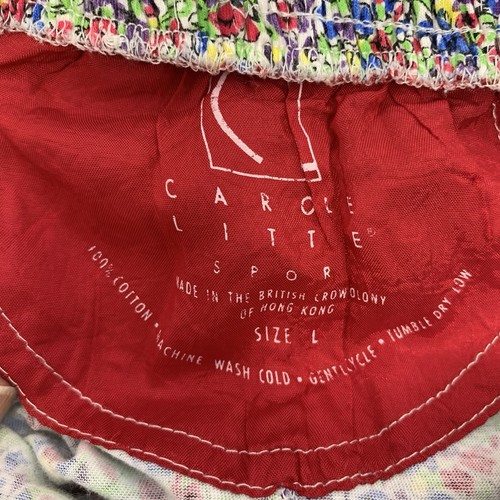 CAROLE
LITTLE®
SPORT
MADE IN THE BRITISH CROWN COLONY
OF HONG KONG
SIZE L
100% COTTON • MACHINE WASH COLD • GENTLE CYCLE • TUMBLE DRY LOW